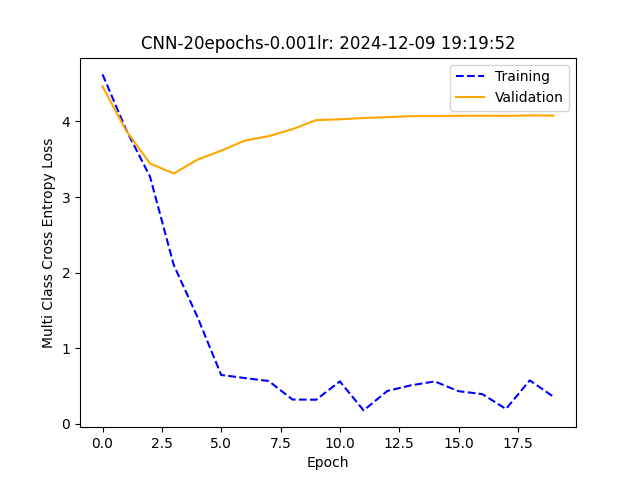 CNN-20epochs-0.001lr: 2024-12-09 19:19:52
Training
Validation
Multi Class Cross Entropy Loss
4
3
2
1
0
0.0 2.5 5.0 7.5 10.0 12.5 15.0 17.5
Epoch